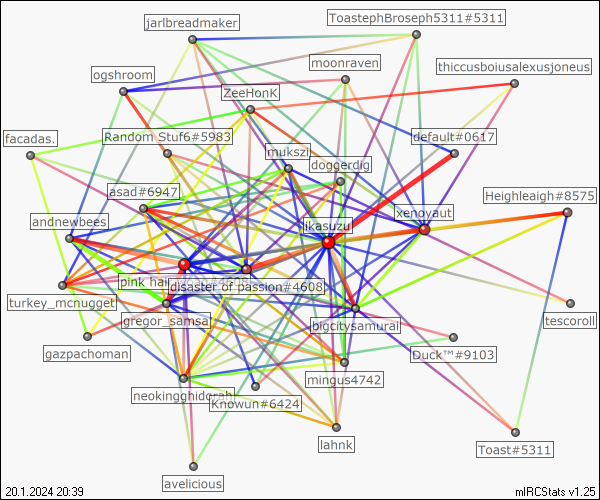 jarlbreadmaker
ToastephBroseph5311#5311
moonraven
thiccusboiusalexusjoneus
ogshroom
ZeeHonK
facadas.
Random Stuf6#5983
default#0617
mukszi
doggerdig
asad#6947
Heighleaigh#8575
xenoyaut
andnewbees
ikasuzu
pink hair
disaster of passion#4608
turkey_mcnugget
gregor_samsa
bigcitysamurai
tescoroll
gazpachoman
Duck™#9103
mingus4742
neokingghidorah
Knowun#6424
lahnk
Toast#5311
avelicious
20.1.2024 20:39
mIRCStats v1.25